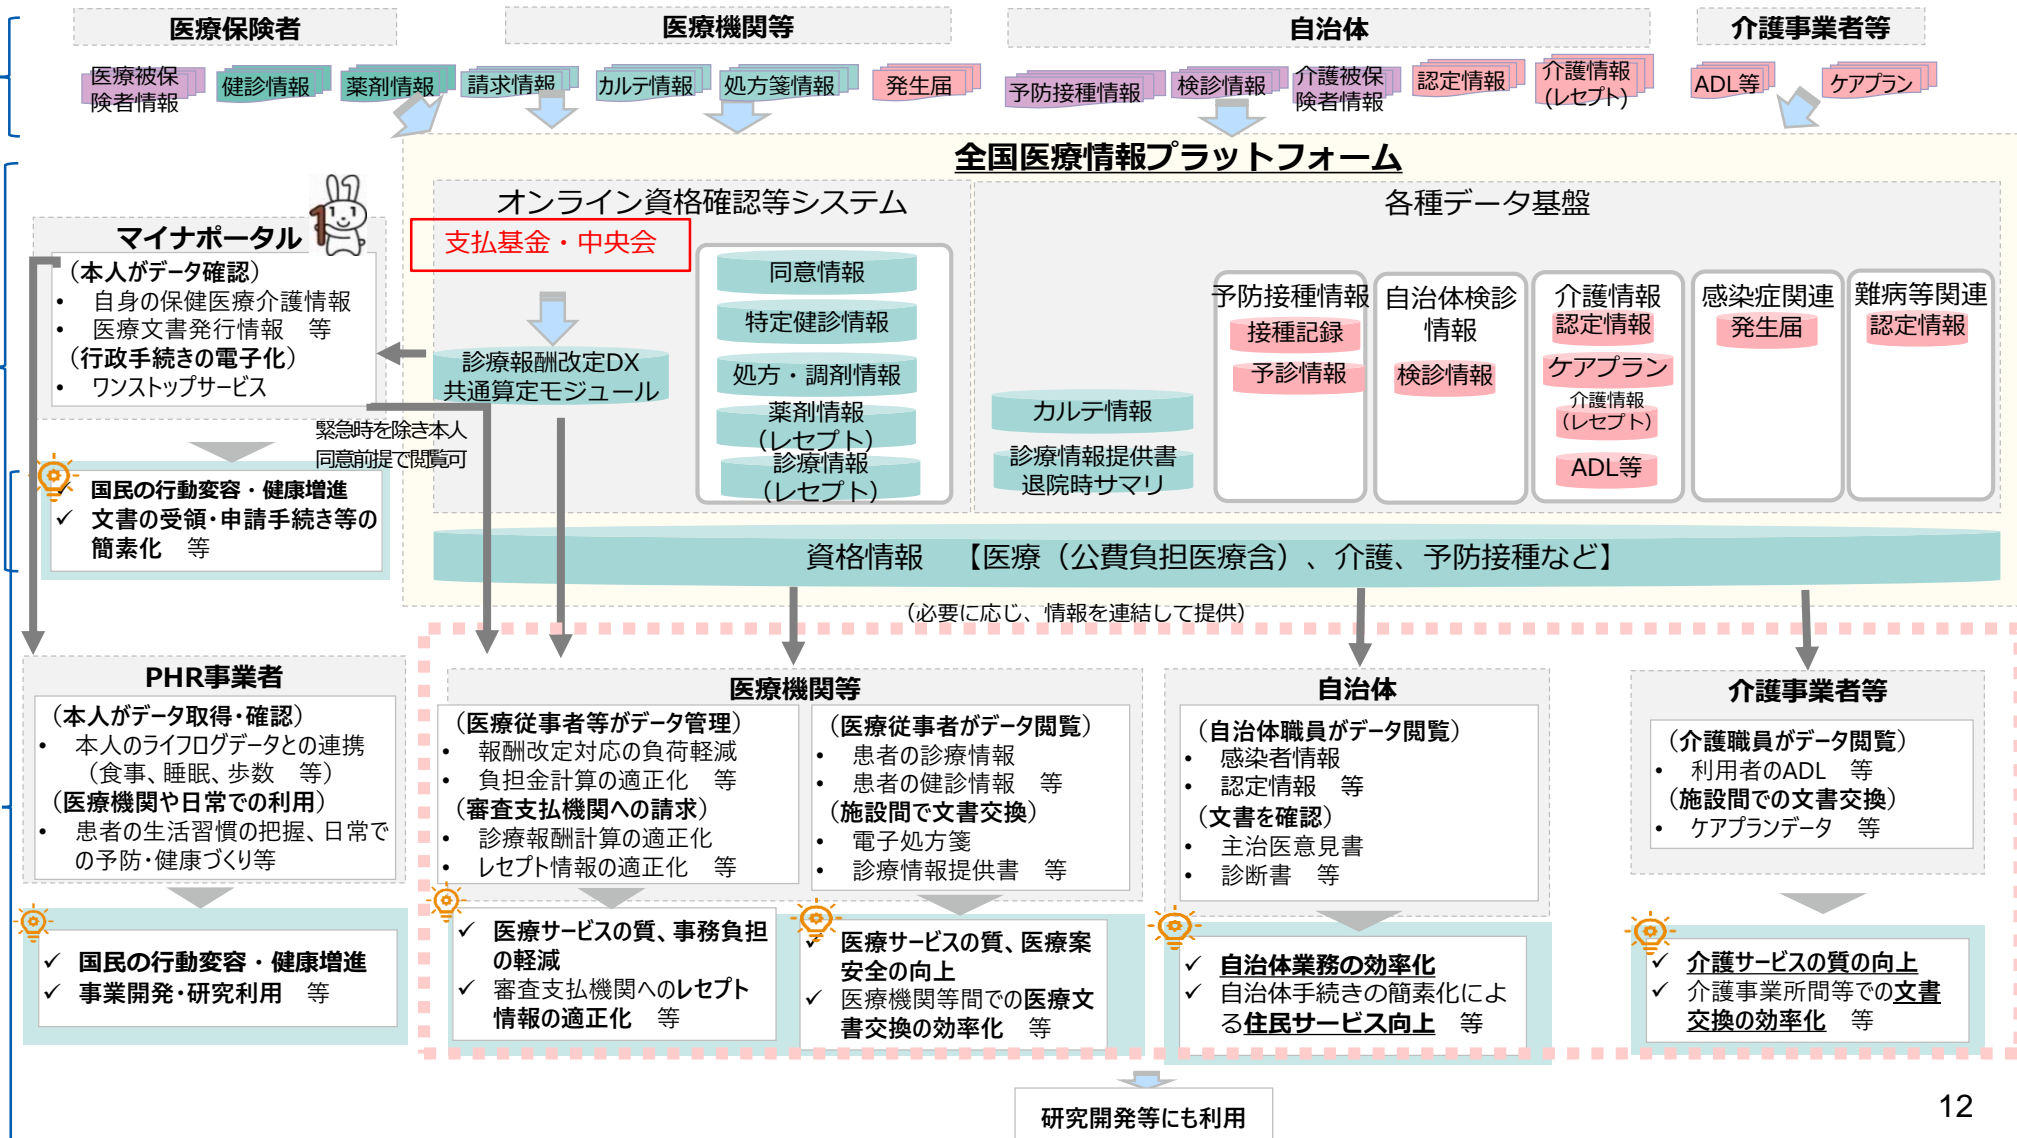 医療保険者
医療機関等
自治体
介護事業者等
医療被保
険者情報
健診情報
薬剤情報
請求情報
カルテ情報
処方箋情報
発生届
予防接種情報
検診情報
介護被保
険者情報
認定情報
介護情報
(レセプト)
ADL等
ケアプラン
全国医療情報プラットフォーム
オンライン資格確認等システム
支払基金・中央会
診療報酬改定DX
共通算定モジュール
同意情報
特定健診情報
処方・調剤情報
薬剤情報
(レセプト)
診療情報
(レセプト)
各種データ基盤
カルテ情報
診療情報提供書
退院時サマリ
予防接種情報
接種記録
予診情報
自治体検診
情報
検診情報
介護情報
認定情報
ケアプラン
介護情報
(レセプト)
ADL等
感染症関連
発生届
難病等関連
認定情報
資格情報 【医療（公費負担医療含）、介護、予防接種など】
(必要に応じ、情報を連結して提供)
マイナポータル
1
（本人がデータ確認）
• 自身の保健医療介護情報
• 医療文書発行情報 等
（行政手続きの電子化）
• ワンストップサービス
緊急時を除き本人
同意前提で閲覧可
✓ 国民の行動変容・健康増進
✓ 文書の受領・申請手続き等の
簡素化 等
PHR事業者
（本人がデータ取得・確認）
• 本人のライフログデータとの連携
（食事、睡眠、歩数 等）
（医療機関や日常での利用）
• 患者の生活習慣の把握、日常で
の予防・健康づくり等
✓ 国民の行動変容・健康増進
✓ 事業開発・研究利用 等
医療機関等
（医療従事者等がデータ管理）
• 報酬改定対応の負荷軽減
• 負担金計算の適正化 等
（審査支払機関への請求）
• 診療報酬計算の適正化
• レセプト情報の適正化 等
✓ 医療サービスの質、事務負担
の軽減
✓ 審査支払機関へのレセプト
情報の適正化 等
（医療従事者がデータ閲覧）
• 患者の診療情報
• 患者の健診情報 等
（施設間で文書交換）
• 電子処方箋
• 診療情報提供書 等
✓ 医療サービスの質、医療案
安全の向上
✓ 医療機関等間での医療文
書交換の効率化 等
自治体
（自治体職員がデータ閲覧）
• 感染者情報
• 認定情報 等
（文書を確認）
• 主治医意見書
• 診断書 等
✓ 自治体業務の効率化
✓ 自治体手続きの簡素化によ
る住民サービス向上 等
介護事業者等
（介護職員がデータ閲覧）
• 利用者のADL 等
（施設間での文書交換）
• ケアプランデータ 等
✓ 介護サービスの質の向上
✓ 介護事業所間等での文書
交換の効率化 等
研究開発等にも利用
12